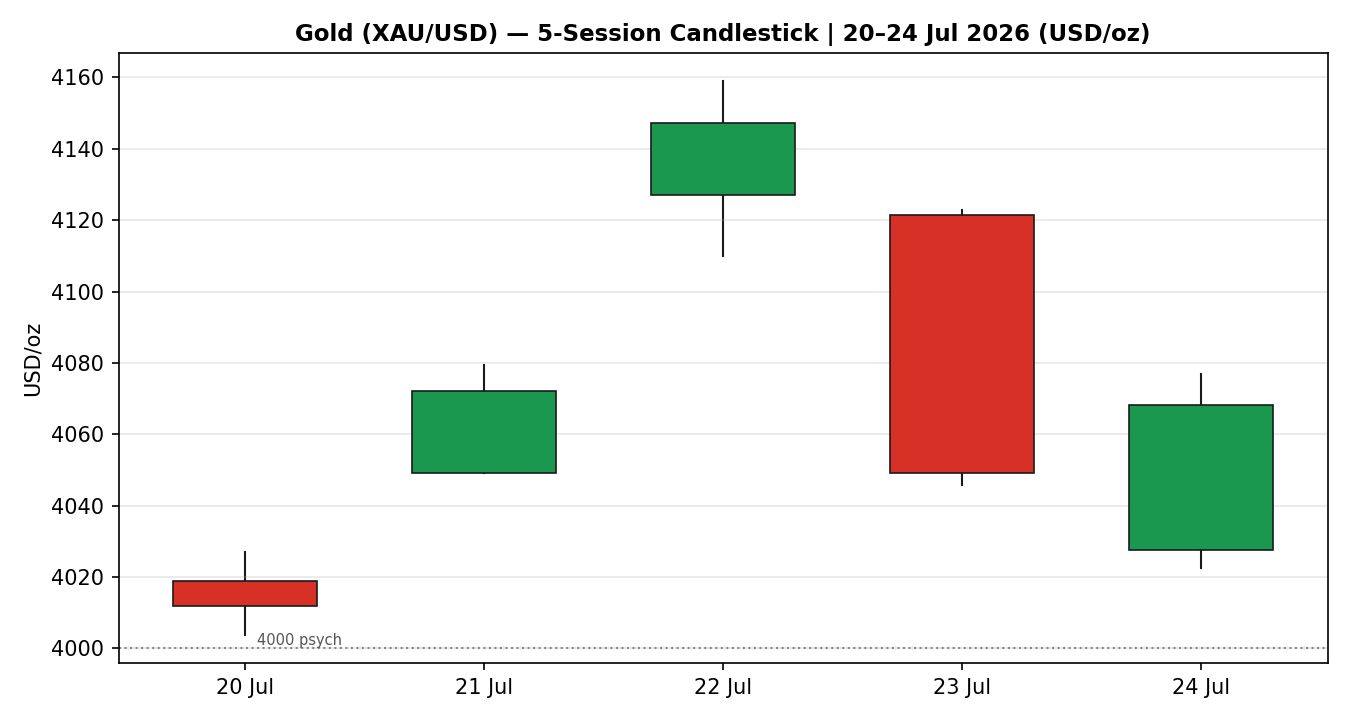 Gold (XAU/USD) — 5-Session Candlestick | 20–24 Jul 2026 (USD/oz)
USD/oz
4160
4140
4120
4100
4080
4060
4040
4020
4000
4000 psych
20 Jul
21 Jul
22 Jul
23 Jul
24 Jul